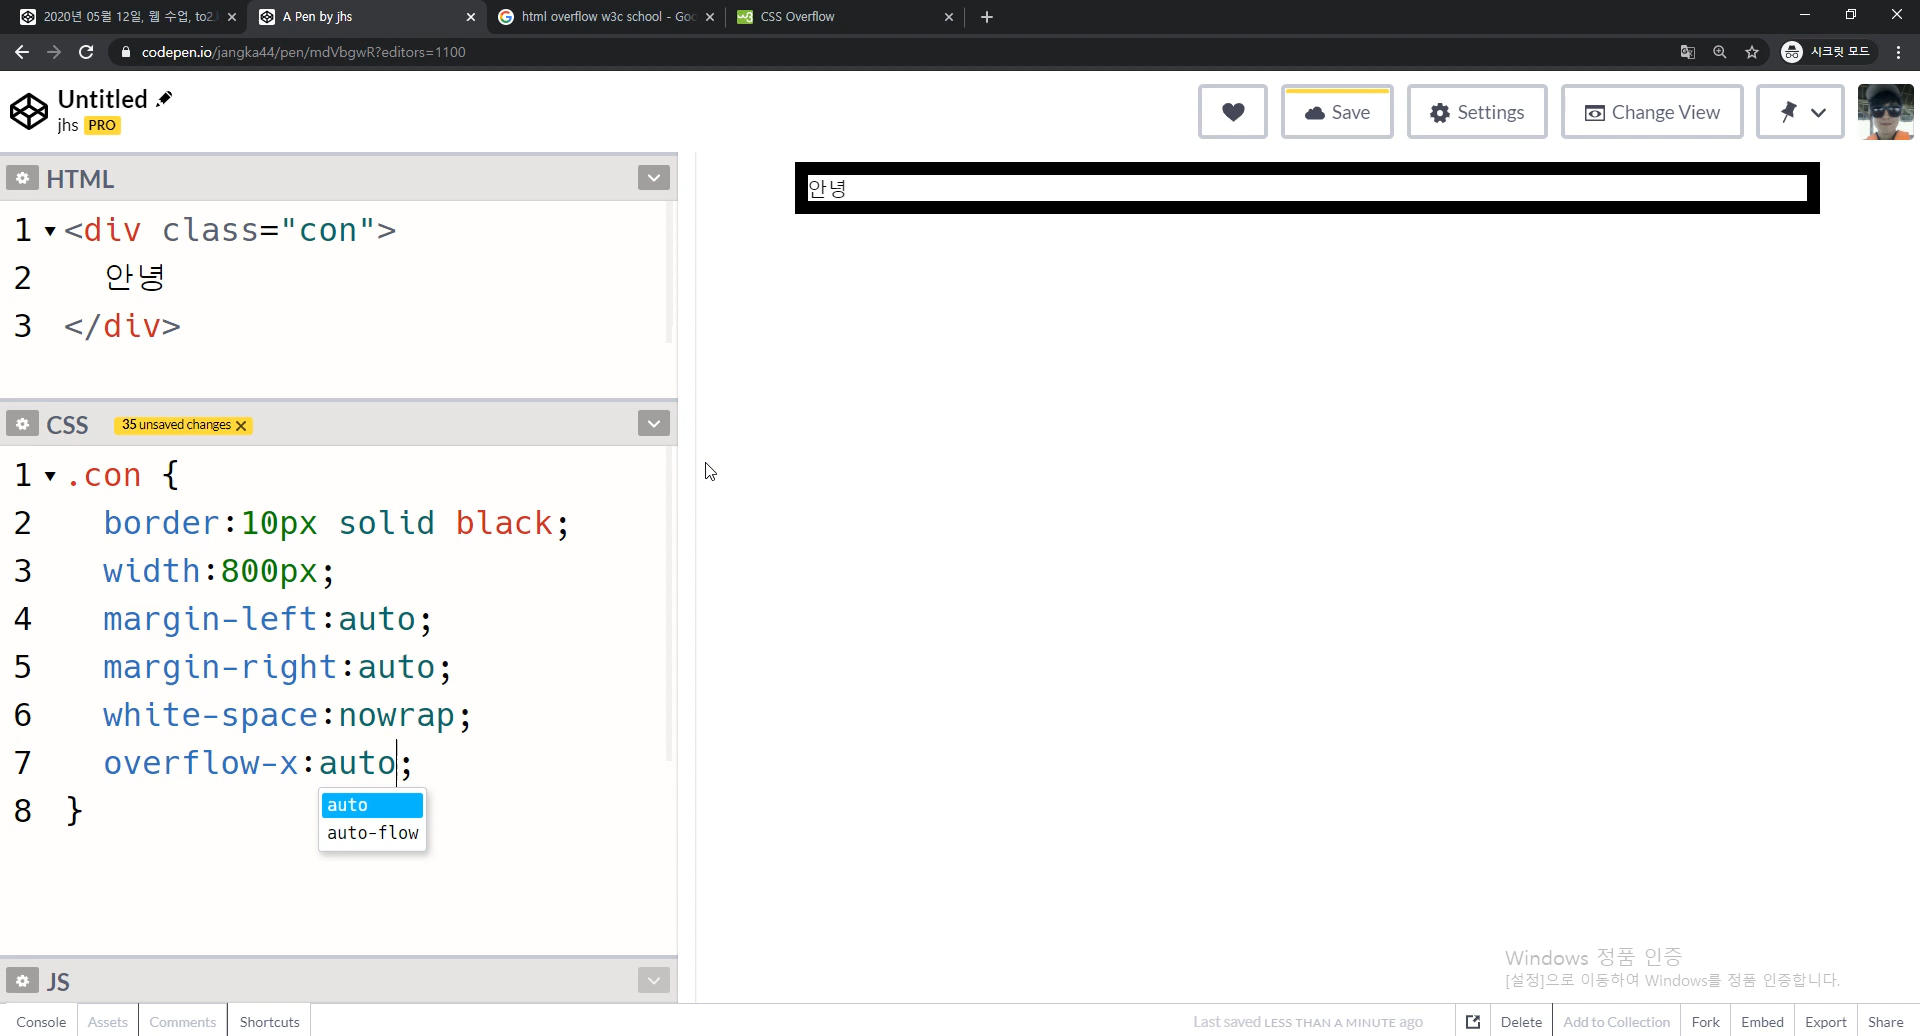 2020년 05월 12일, 웹 수업, to2.
A Pen by jhs
html overflow w3c school - Goo
CSS Overflow
codepen.io/jangka44/pen/mdVbgwR?editors=1100
시크릿 모드
Untitled
jhs PRO
Save
Settings
Change View
HTML
1 <div class="con">
2 안녕
3 </div>
CSS 35 unsaved changes
1 .con {
2 border:10px solid black;
3 width:800px;
4 margin-left:auto;
5 margin-right:auto;
6 white-space:nowrap;
7 overflow-x:auto;
8 }
auto
auto-flow
JS
안녕
Windows 정품 인증
[설정]으로 이동하여 Windows를 정품 인증합니다.
Console Assets Comments Shortcuts
Last saved LESS THAN A MINUTE ago
Delete Add to Collection Fork Embed Export Share